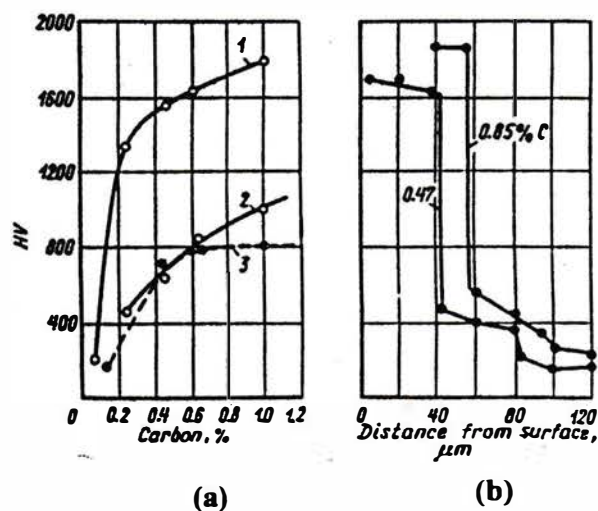 2000
1600
1200
800
400
HV
1
2
3
0 0.2 0.4 0.6 0.8 1.0 1.2
Carbon, %
(a)
0.85% C
0.47
0 40 80 120
Distance from surface,
μm
(b)